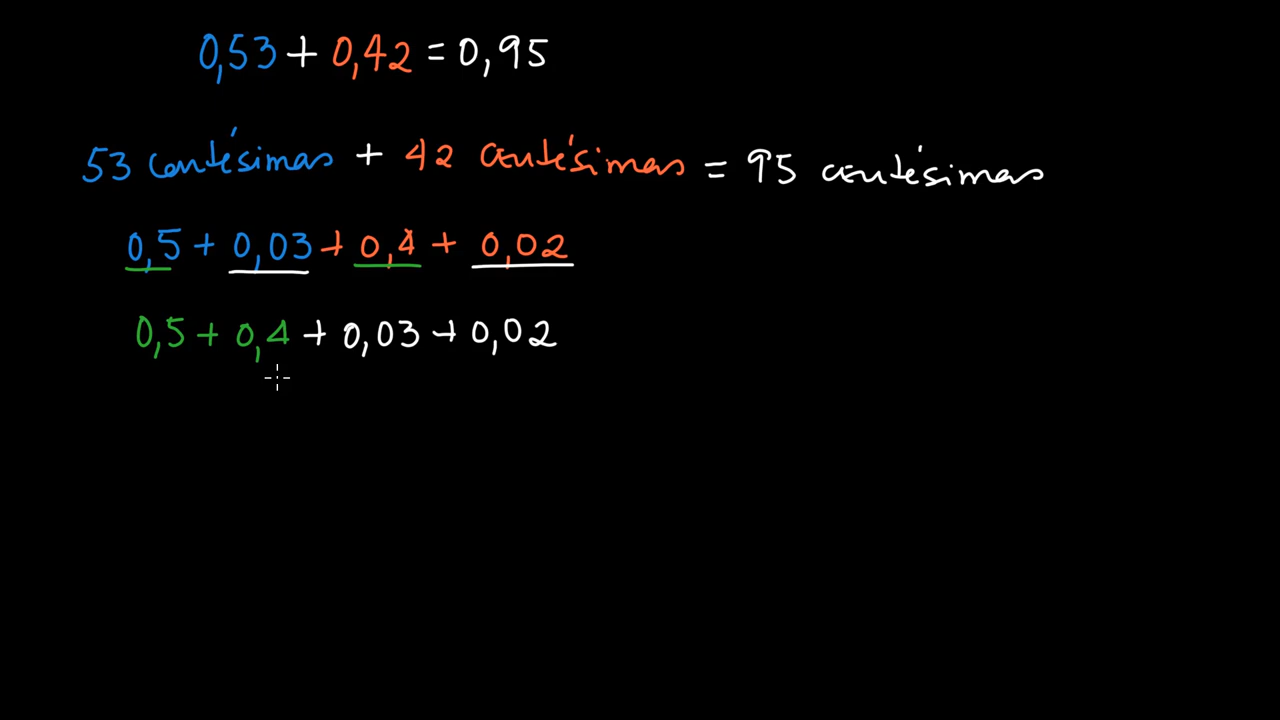 0,53 + 0,42 = 0,95
53 centésimas + 42 centésimas = 95 centésimas
0,5 + 0,03 + 0,4 + 0,02
0,5 + 0,4 + 0,03 + 0,02